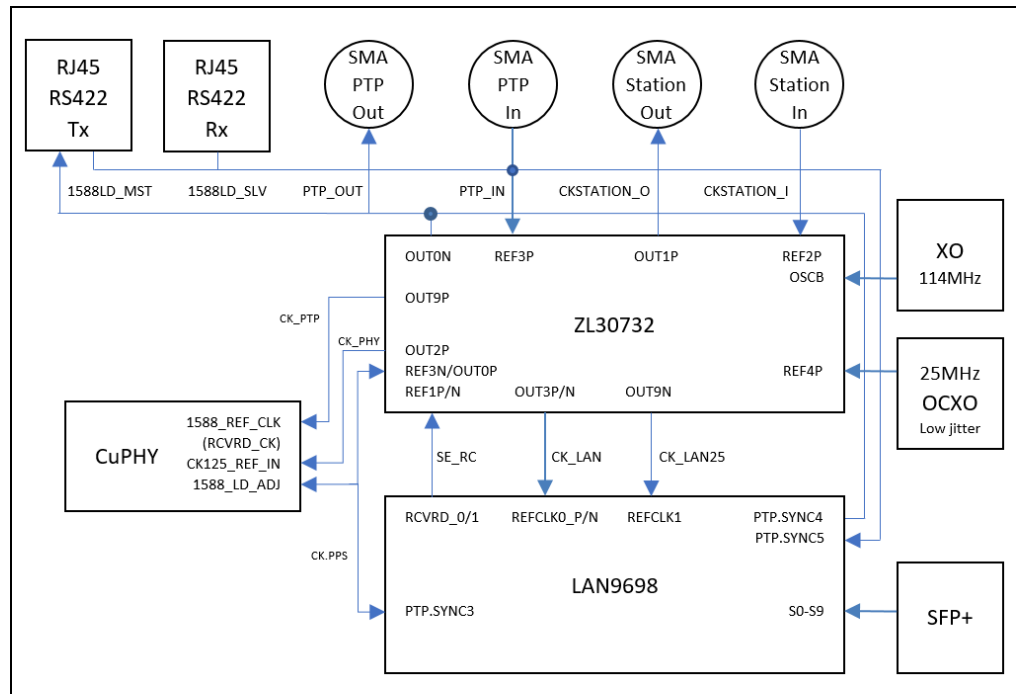 RJ45
RS422
Tx
RJ45
RS422
Rx
SMA
PTP
Out
SMA
PTP
In
SMA
Station
Out
SMA
Station
In
1588LD_MST
1588LD_SLV
PTP_OUT
PTP_IN
CKSTATION_O
CKSTATION_I
OUT0N
REF3P
OUT1P
REF2P
OSCB
OUT9P
ZL30732
OUT2P
REF3N/OUT0P
REF1P/N
OUT3P/N
OUT9N
REF4P
XO
114MHz
25MHz
OCXO
Low jitter
CK_PTP
CK_PHY
CuPHY
1588_REF_CLK
(RCVRD_CK)
CK125_REF_IN
1588_LD_ADJ
SE_RC
CK_LAN
CK_LAN25
CK.PPS
RCVRD_0/1
REFCLK0_P/N
REFCLK1
PTP.SYNC4
PTP.SYNC5
LAN9698
PTP.SYNC3
S0-S9
SFP+